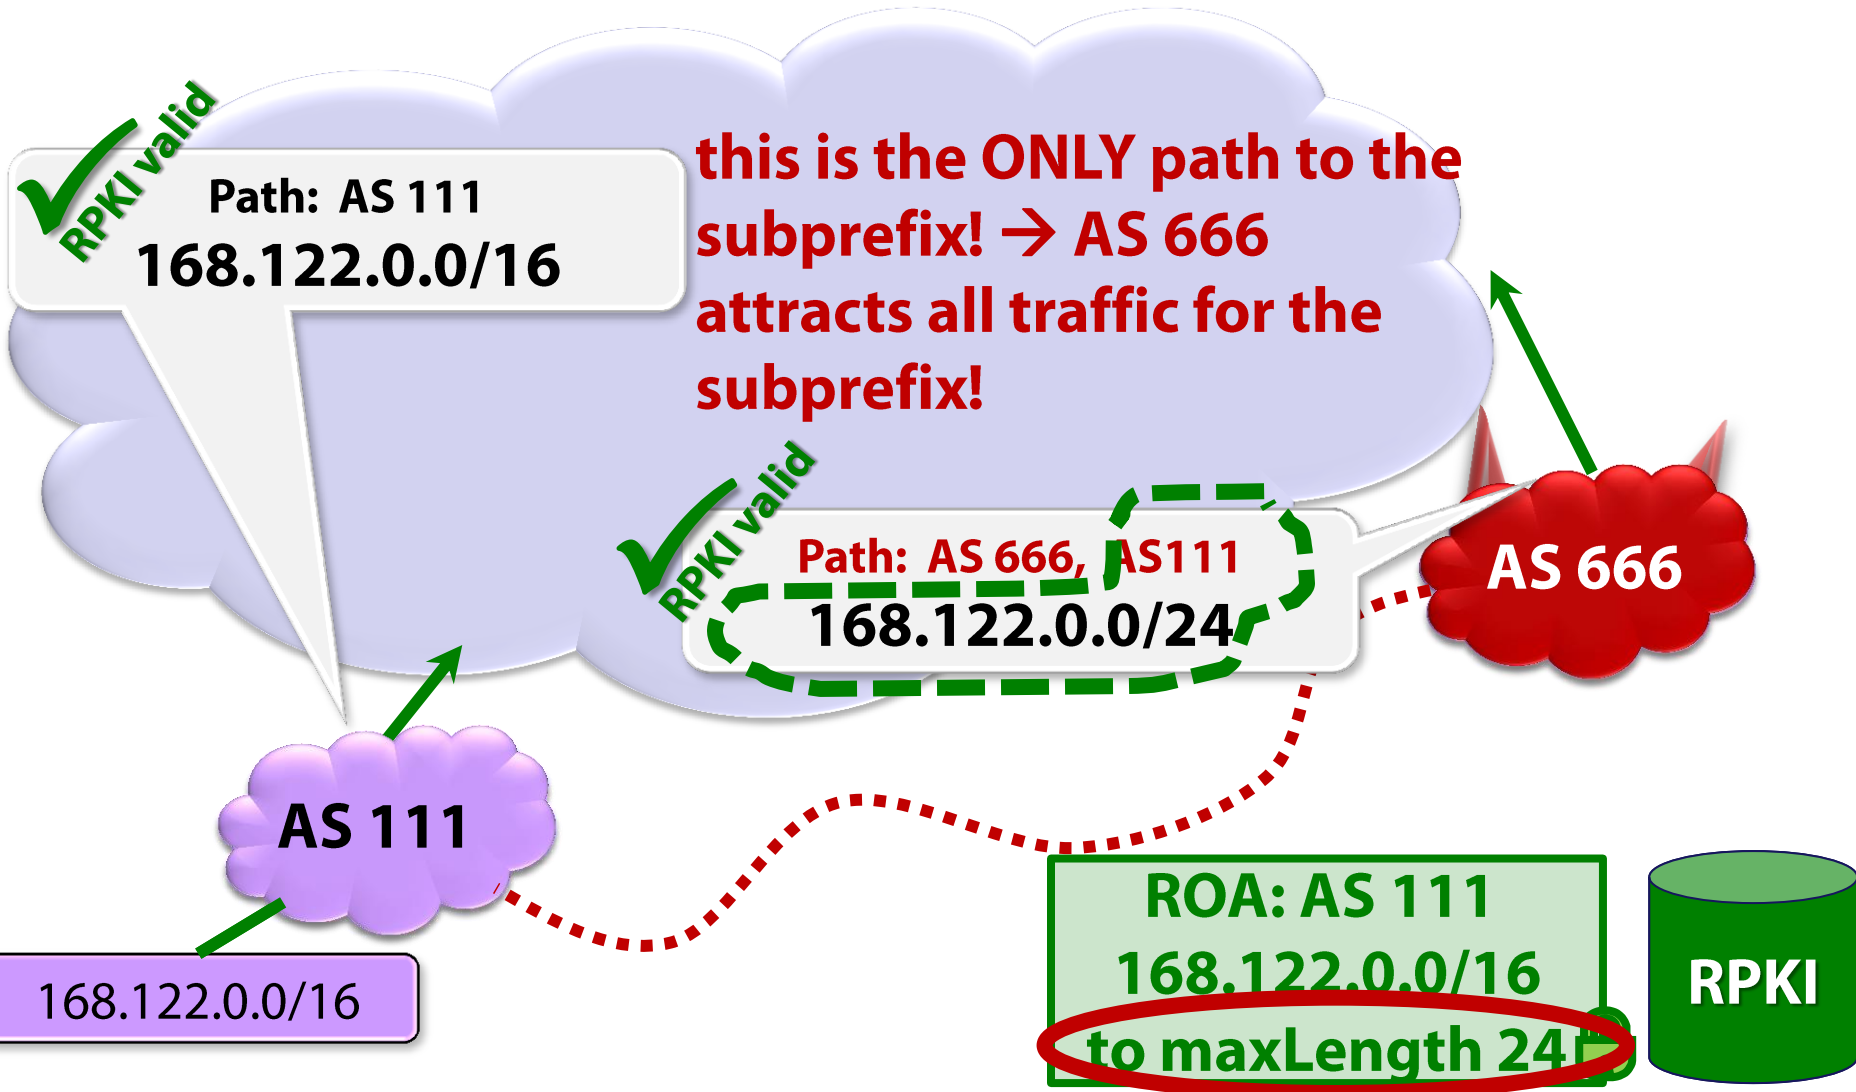 RPKI valid
Path: AS 111
168.122.0.0/16
this is the ONLY path to the
subprefix! → AS 666
attracts all traffic for the
subprefix!
RPKI valid
Path: AS 666, AS111
168.122.0.0/24
AS 666
AS 111
168.122.0.0/16
ROA: AS 111
168.122.0.0/16
to maxLength 24
RPKI